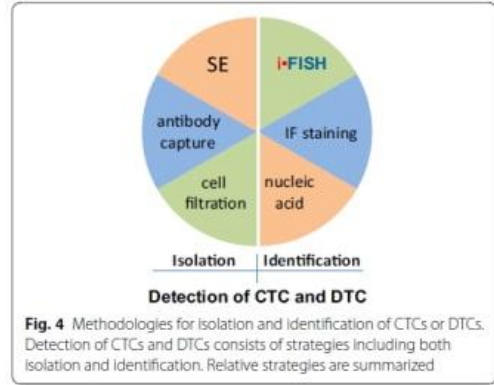 SE
i•FISH
antibody
capture
IF staining
cell
filtration
nucleic
acid
Isolation
Identification
Detection of CTC and DTC
Fig. 4 Methodologies for isolation and identification of CTCs or DTCs.
Detection of CTCs and DTCs consists of strategies including both
isolation and identification. Relative strategies are summarized